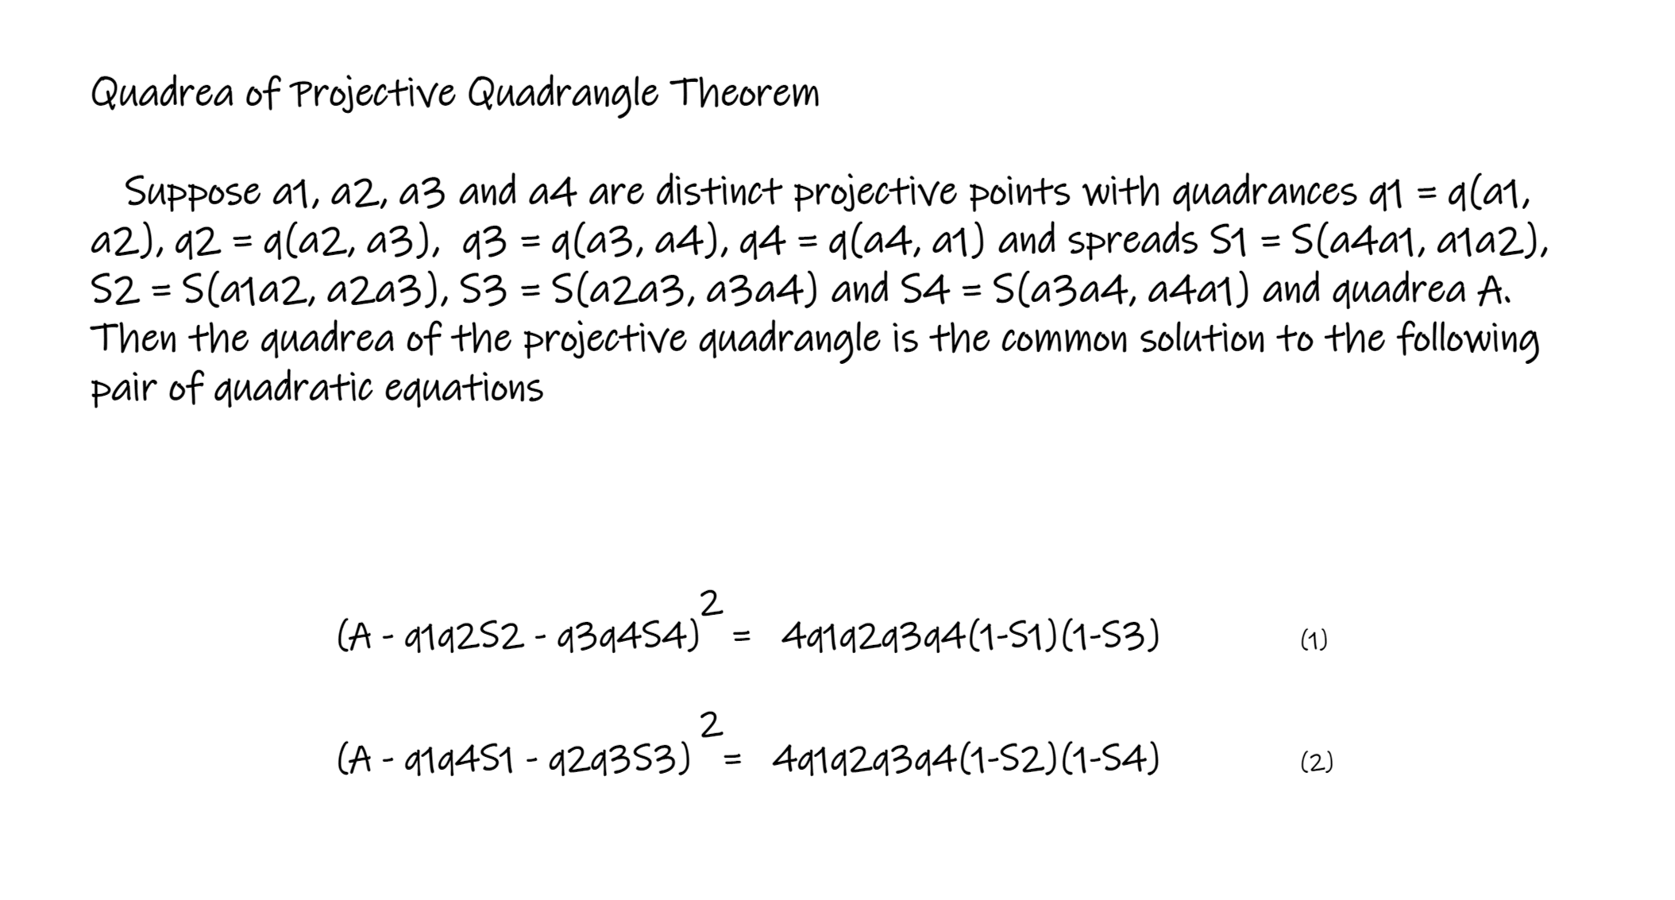 Quadrea of Projective Quadrangle Theorem
Suppose a1, a2, a3 and a4 are distinct projective points with quadrances q1 = q(a1,
a2), q2 = q(a2, a3), q3 = q(a3, a4), q4 = q(a4, a1) and spreads S1 = S(a4a1, a1a2),
S2 = S(a1a2, a2a3), S3 = S(a2a3, a3a4) and S4 = S(a3a4, a4a1) and quadrea A.
Then the quadrea of the projective quadrangle is the common solution to the following
pair of quadratic equations
(A - q1q2S2 - q3q4S4)² = 4q1q2q3q4(1-S1)(1-S3) (1)
(A - q1q4S1 - q2q3S3)² = 4q1q2q3q4(1-S2)(1-S4) (2)